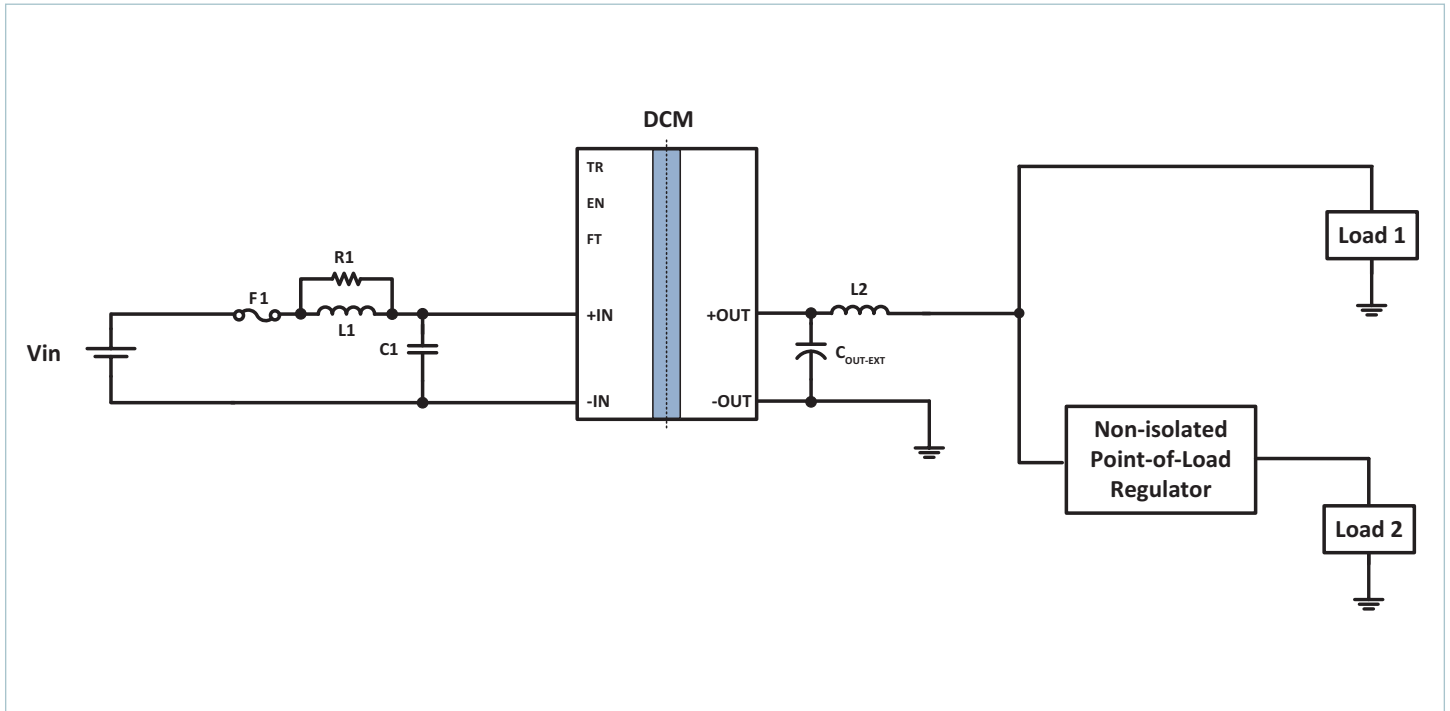 DCM
TR
EN
FT
R1
F1
L1
C1
Vin
+IN
-IN
+OUT
-OUT
L2
COUT-EXT
Load 1
Non-isolated
Point-of-Load
Regulator
Load 2